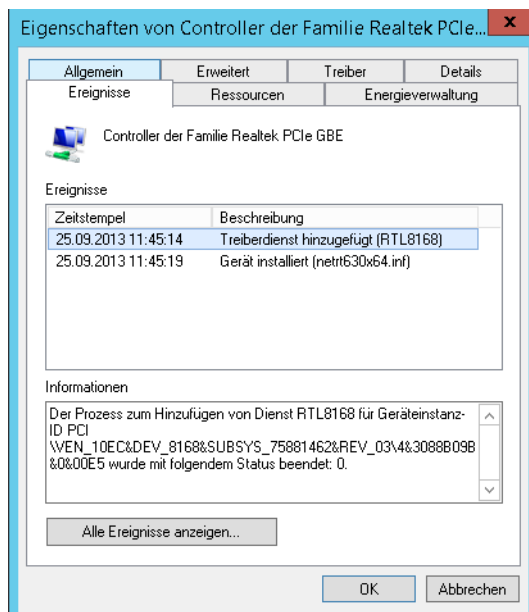 Eigenschaften von Controller der Familie Realtek PCIe... x
Allgemein Erweitert Treiber Details
Ereignisse Ressourcen Energieverwaltung
Controller der Familie Realtek PCIe GBE
Ereignisse
Zeitstempel Beschreibung
25.09.2013 11:45:14 Treiberdienst hinzugefügt (RTL8168)
25.09.2013 11:45:19 Gerät installiert (netrt630x64.inf)
Informationen
Der Prozess zum Hinzufügen von Dienst RTL8168 für Geräteinstanz-
ID PCI
\VEN_10EC&DEV_8168&SUBSYS_75881462&REV_03\4&3088B09B
&0&00E5 wurde mit folgendem Status beendet: 0.
Alle Ereignisse anzeigen...
OK Abbrechen